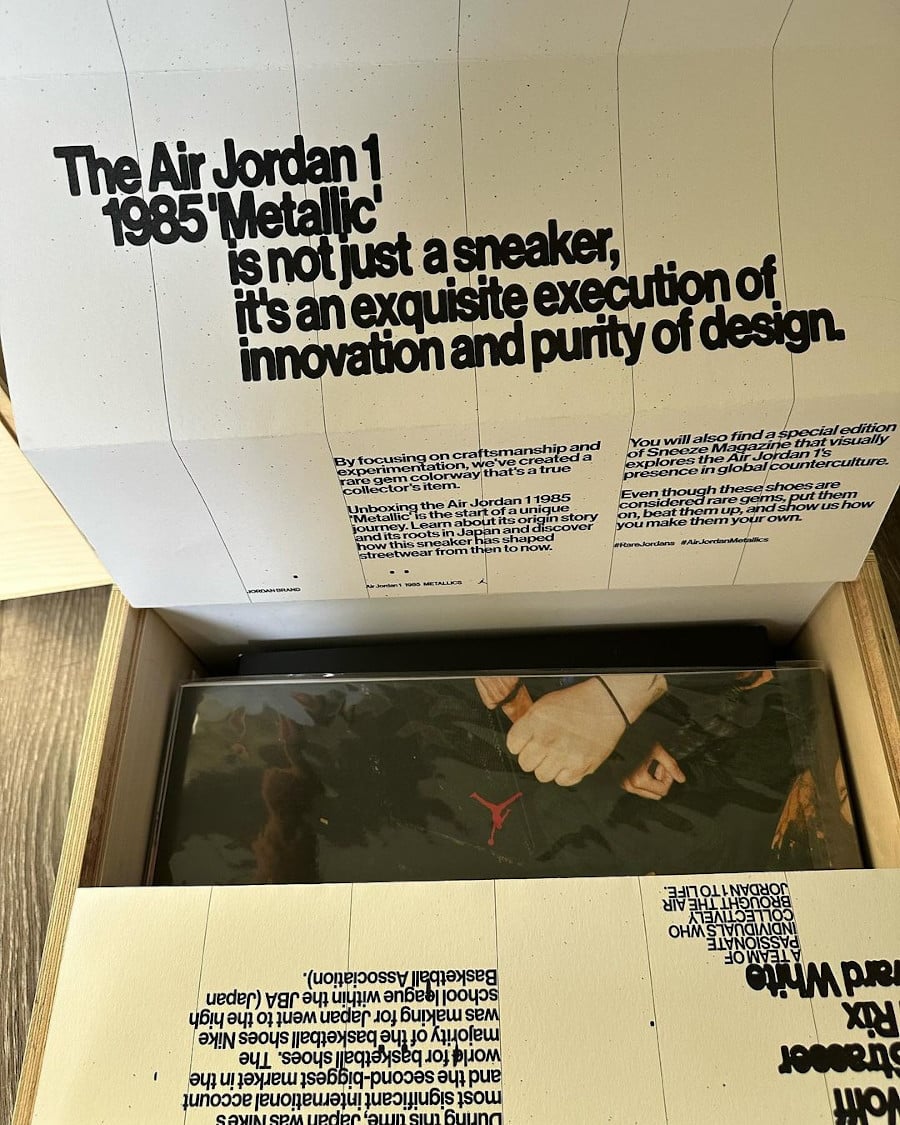 The Air Jordan 1
1985 'Metallic'
is not just a sneaker,
it's an exquisite execution of
innovation and purity of design.
By focusing on craftsmanship and
experimentation, we've created a
rare gem colorway that's a true
collector's item.
Unboxing the Air Jordan 1 1985
'Metallic' is the start of a unique
journey. Learn about its origin story
and its roots in Japan and discover
how this sneaker has shaped
streetwear from then to now.
You will also find a special edition
of Sneeze Magazine that visually
explores the Air Jordan 1's
presence in global counterculture.
Even though these shoes are
considered rare gems, put them
on, beat them up, and show us how
you make them your own.
#RareJordans #AirJordanMetallics
JORDAN BRAND
Air Jordan 1 1985 METALLICS
During this time, Japan was Nike's
most significant international account
and the second-biggest market in the
world for basketball shoes. The
majority of the basketball shoes Nike
was making for Japan went to the high
school league within the JBA (Japan
Basketball Association).
Wolff
Strasser
Rix
ward White
A TEAM OF
PASSIONATE
INDIVIDUALS WHO
COLLECTIVELY
BROUGHT THE AIR
JORDAN 1 TO LIFE.